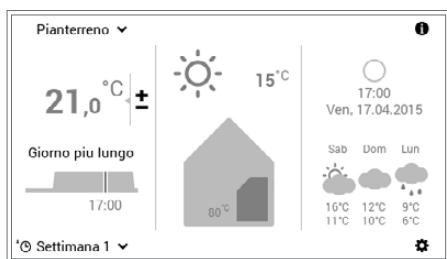 Pianterreno
21,0 °C ±
Giorno piu lungo
17:00
Settimana 1
15°C
80°C
17:00
Ven, 17.04.2015
Sab Dom Lun
16°C 12°C 9°C
11°C 10°C 6°C